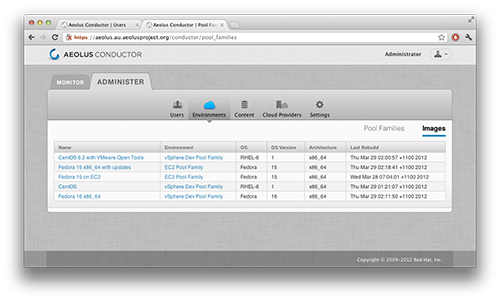 Aeolus Conductor | Users
Aeolus Conductor | Pool Fam
https://aeolus.au.aeolusproject.org/conductor/pool_families
AEOLUS CONDUCTOR
Administrator
MONITOR
ADMINISTER
Users
Environments
Content
Cloud Providers
Settings
Pool Families
Images
Name Environment OS OS Version Architecture Last Rebuild
CentOS 6.2 with VMware Open Tools vSphere Dev Pool Family RHEL-6 1 x86_64 Thu Mar 29 02:00:57 +1100 2012
Fedora 15 x86_64 with updates EC2 Pool Family Fedora 15 x86_64 Thu Mar 29 02:18:41 +1100 2012
Fedora 15 on EC2 EC2 Pool Family Fedora 15 x86_64 Wed Mar 28 07:04:01 +1100 2012
CentOS vSphere Dev Pool Family RHEL-6 1 x86_64 Thu Mar 29 01:21:07 +1100 2012
Fedora 16 x86_64 vSphere Dev Pool Family Fedora 16 x86_64 Thu Mar 29 02:11:50 +1100 2012
Copyright © 2009-2012 Red Hat, Inc.